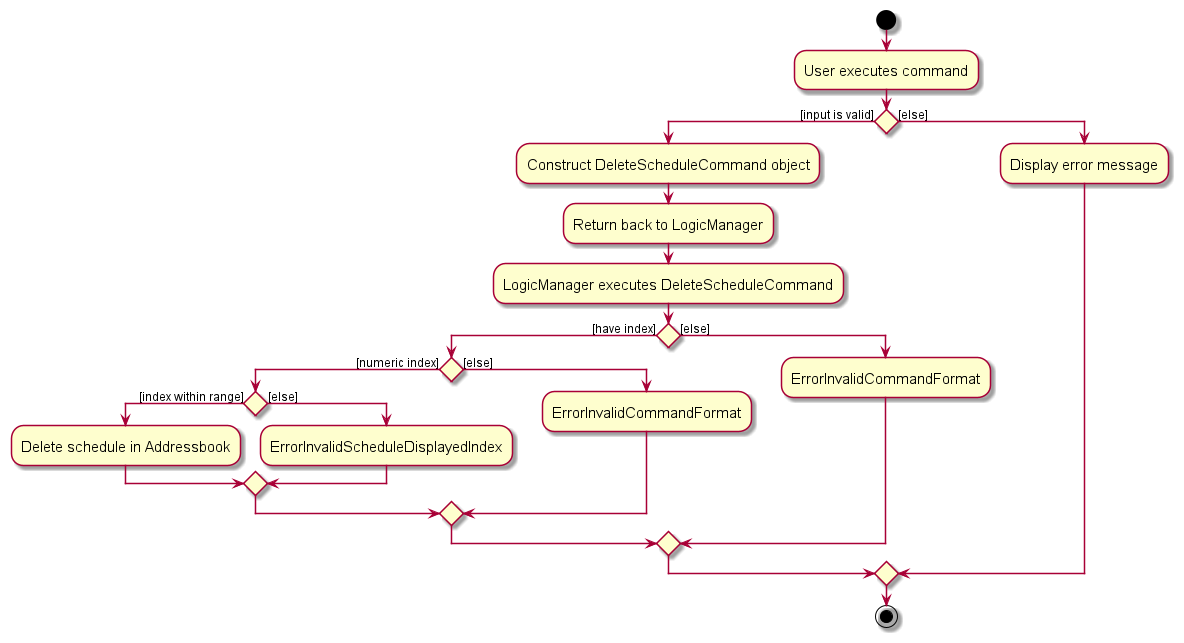 User executes command
[input is valid]
[else]
Construct DeleteScheduleCommand object
Display error message
Return back to LogicManager
LogicManager executes DeleteScheduleCommand
[have index]
[else]
[numeric index]
[else]
ErrorInvalidCommandFormat
[index within range]
[else]
ErrorInvalidCommandFormat
Delete schedule in Addressbook
ErrorInvalidScheduleDisplayedIndex